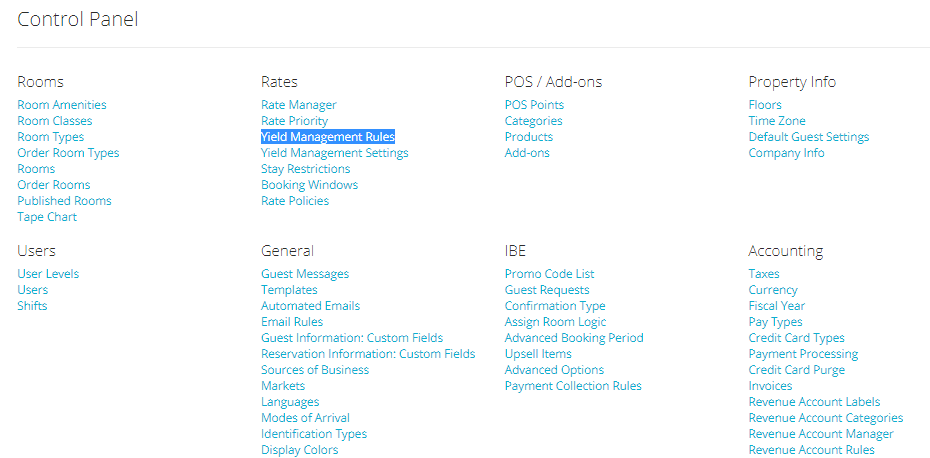 Control Panel
Rooms
Room Amenities
Room Classes
Room Types
Order Room Types
Rooms
Order Rooms
Published Rooms
Tape Chart
Rates
Rate Manager
Rate Priority
Yield Management Rules
Yield Management Settings
Stay Restrictions
Booking Windows
Rate Policies
POS / Add-ons
POS Points
Categories
Products
Add-ons
Property Info
Floors
Time Zone
Default Guest Settings
Company Info
Users
User Levels
Users
Shifts
General
Guest Messages
Templates
Automated Emails
Email Rules
Guest Information: Custom Fields
Reservation Information: Custom Fields
Sources of Business
Markets
Languages
Modes of Arrival
Identification Types
Display Colors
IBE
Promo Code List
Guest Requests
Confirmation Type
Assign Room Logic
Advanced Booking Period
Upsell Items
Advanced Options
Payment Collection Rules
Accounting
Taxes
Currency
Fiscal Year
Pay Types
Credit Card Types
Payment Processing
Credit Card Purge
Invoices
Revenue Account Labels
Revenue Account Categories
Revenue Account Manager
Revenue Account Rules